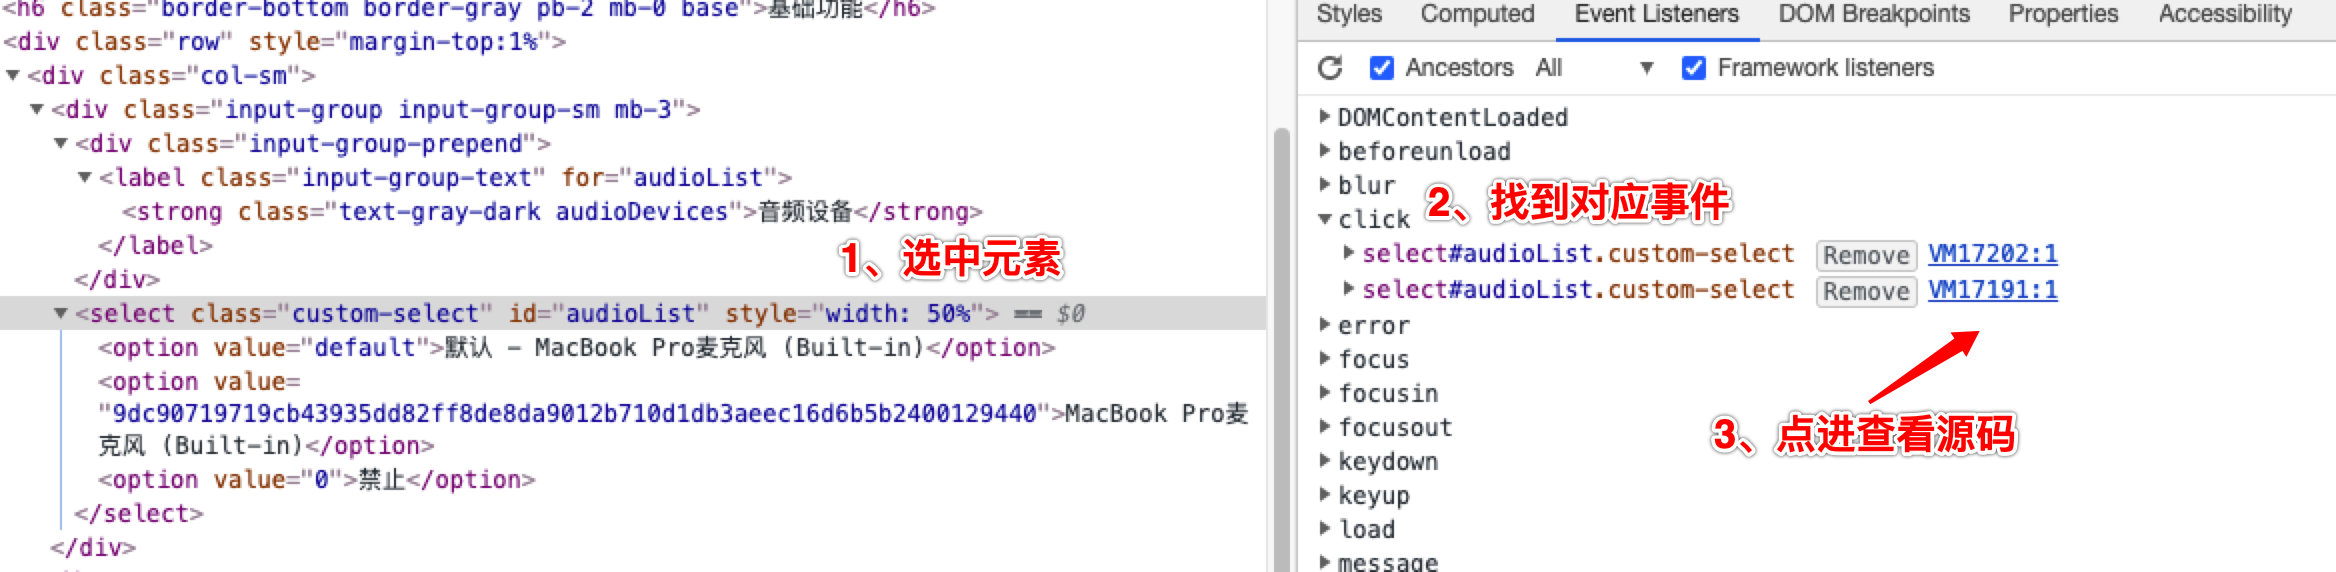 <h6 class="border-bottom border-gray pb-2 mb-0 base">基础功能</h6>
<div class="row" style="margin-top:1%">
▼<div class="col-sm">
▼<div class="input-group input-group-sm mb-3">
▼<div class="input-group-prepend">
▼<label class="input-group-text" for="audioList">
<strong class="text-gray-dark audioDevices">音频设备</strong>
</label>
1、选中元素
</div>
▼<select class="custom-select" id="audioList" style="width: 50%"> == $0
<option value="default">默认 - MacBook Pro麦克风 (Built-in)</option>
<option value=
"9dc90719719cb43935dd82ff8de8da9012b710d1db3aeec16d6b5b2400129440">MacBook Pro麦
克风 (Built-in)</option>
<option value="0">禁止</option>
</select>
</div>
Styles Computed Event Listeners DOM Breakpoints Properties Accessibility
Ancestors All ▼ Framework listeners
▶DOMContentLoaded
▶beforeunload
▶blur
2、找到对应事件
▼click
▶select#audioList.custom-select Remove VM17202:1
▶select#audioList.custom-select Remove VM17191:1
▶error
▶focus
▶focusin
▶focusout
3、点进查看源码
▶keydown
▶keyup
▶load
▶message